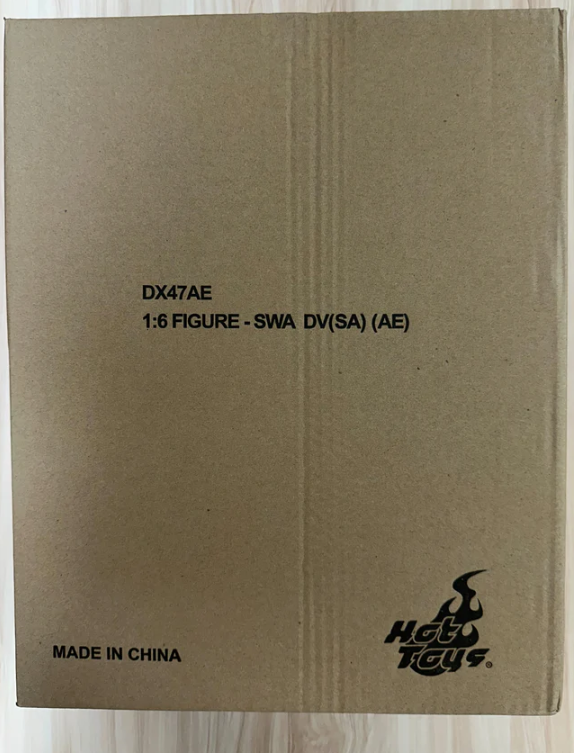 DX47AE
1:6 FIGURE - SWA DV(SA) (AE)
MADE IN CHINA
Hot
Toys®